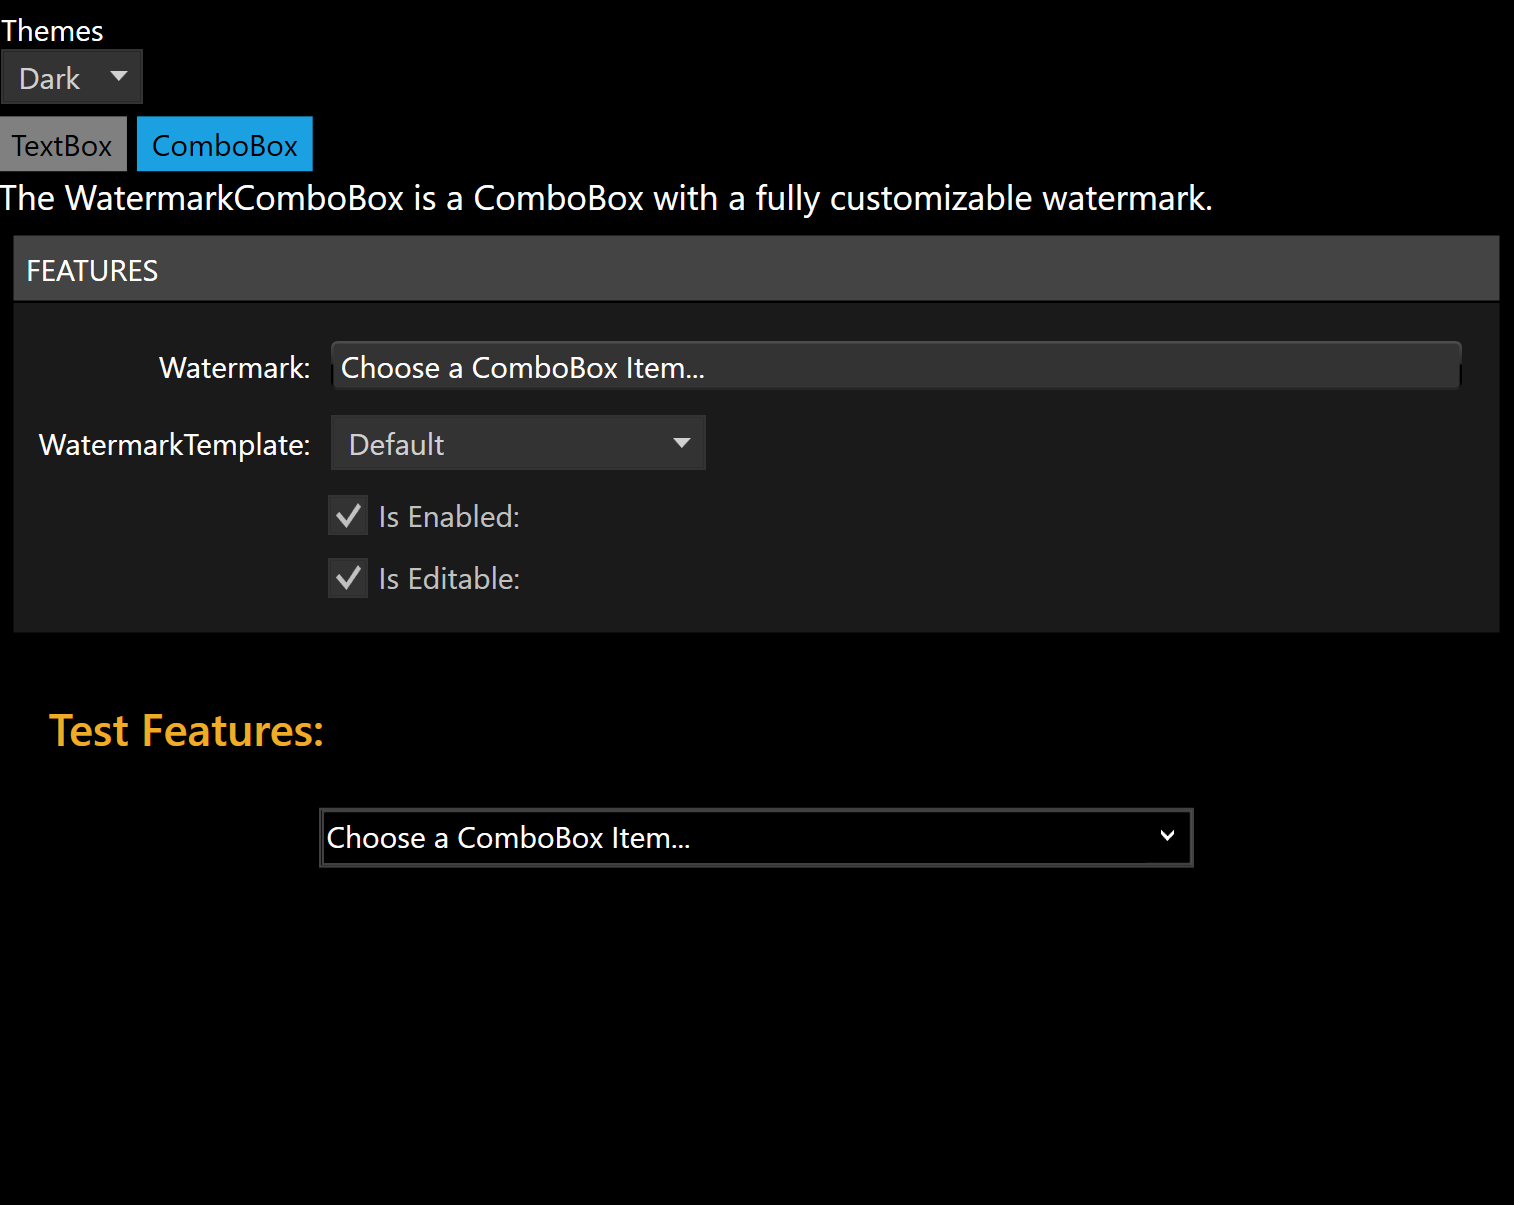 Themes
Dark
TextBox ComboBox
The WatermarkComboBox is a ComboBox with a fully customizable watermark.
FEATURES
Watermark: Choose a ComboBox Item...
WatermarkTemplate: Default
Is Enabled:
Is Editable:
Test Features:
Choose a ComboBox Item...